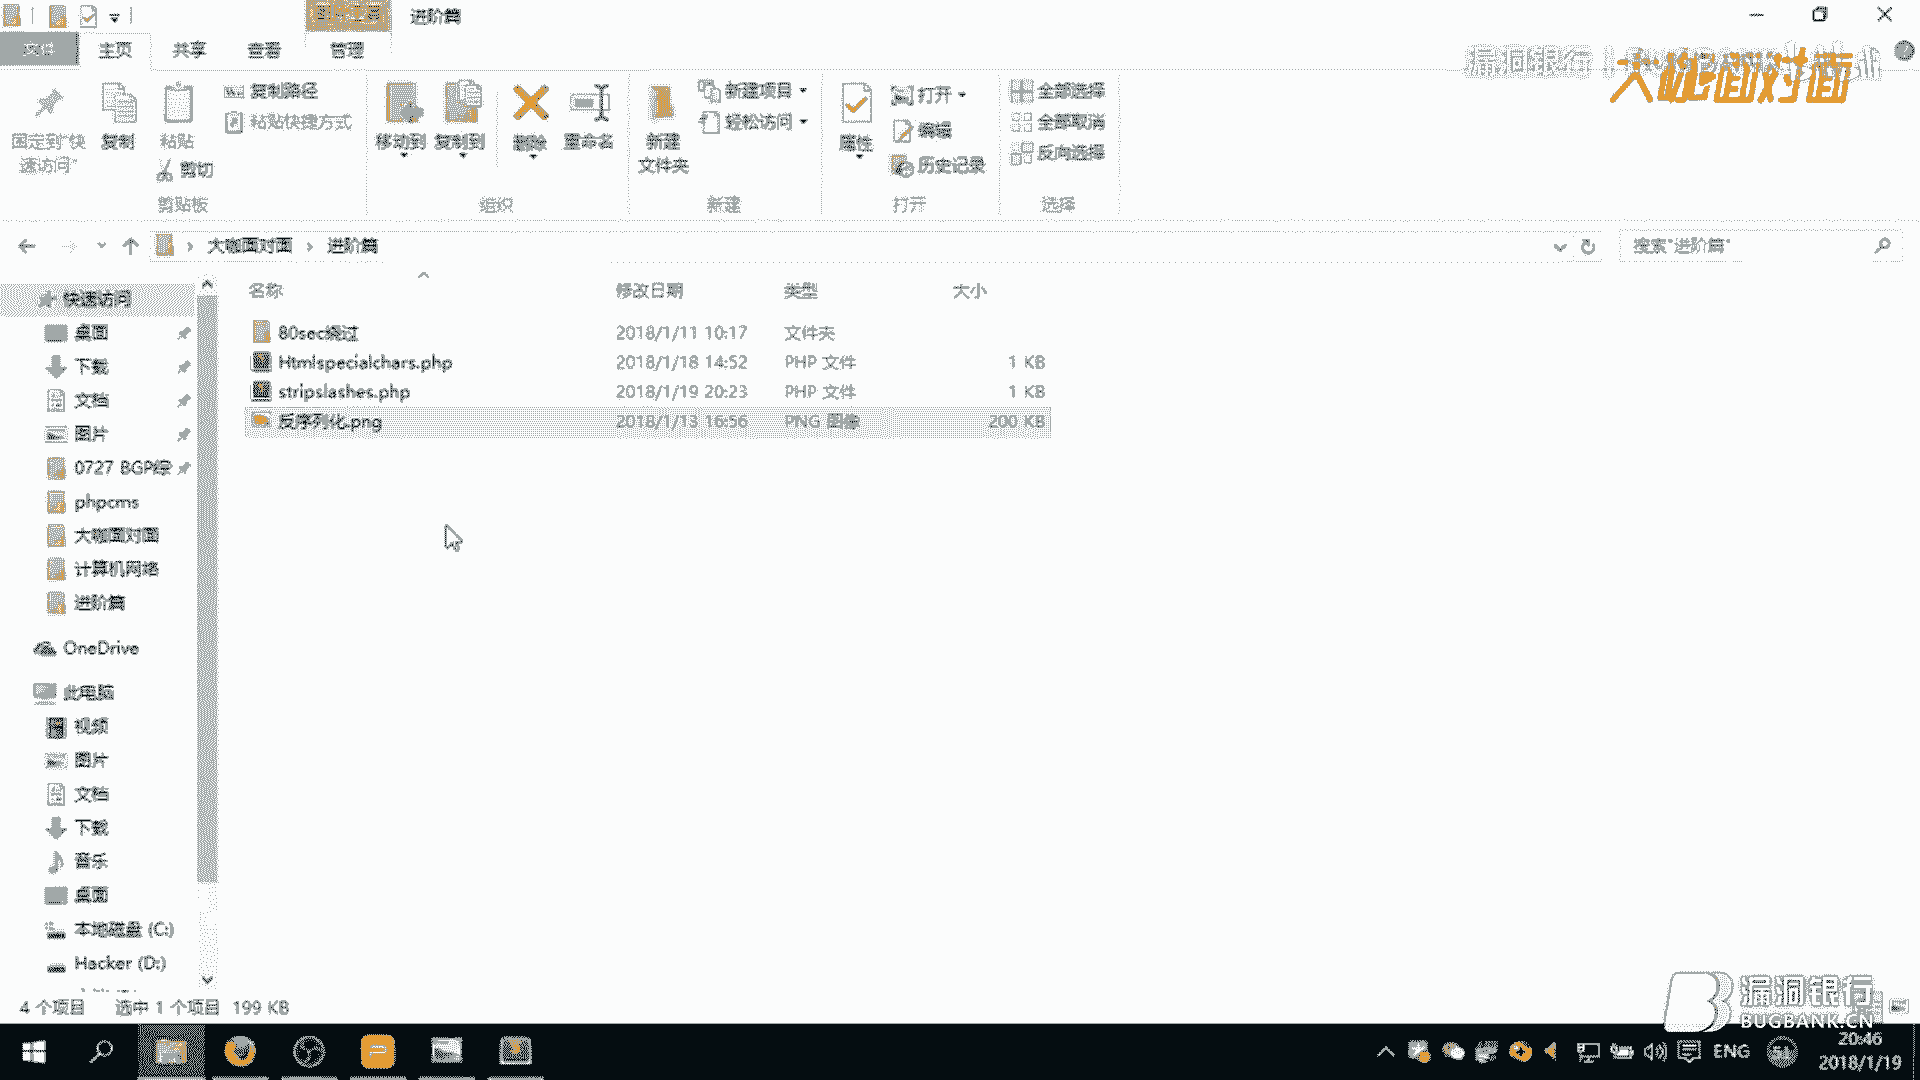 进阶篇
文件 主页 共享 查看 管理
大咖面对面
固定到"快速访问"
复制
粘贴
复制路径
粘贴快捷方式
剪切
移动到 复制到 删除 重命名
新建文件夹
新建项目
轻松访问
属性
打开
编辑
历史记录
全部选择
全部取消
反向选择
剪贴板 组织 新建 打开 选择
大咖面对面 › 进阶篇
搜索"进阶篇"
名称 修改日期 类型 大小
80sec绕过 2018/1/11 10:17 文件夹
Htmlspecialchars.php 2018/1/18 14:52 PHP 文件 1 KB
stripslashes.php 2018/1/19 20:23 PHP 文件 1 KB
反序列化.png 2018/1/13 16:56 PNG 图像 200 KB
快速访问
桌面
下载
文档
图片
0727 BGP
phpcms
大咖面对面
计算机网络
进阶篇
OneDrive
此电脑
视频
图片
文档
下载
音乐
桌面
本地磁盘 (C:)
Hacker (D:)
4 个项目 选中 1 个项目 199 KB
漏洞银行
BUGBANK.CN
ENG
20:46
2018/1/19